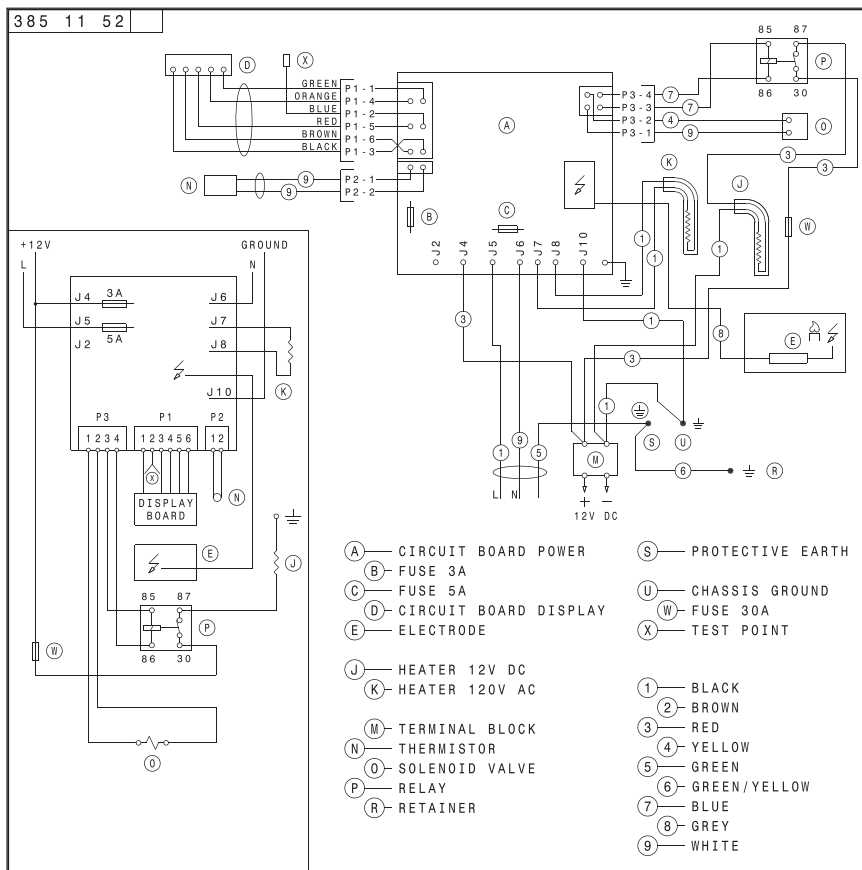 385 11 52
D
X
GREEN P1-1
ORANGE P1-4
BLUE P1-2
RED P1-5
BROWN P1-6
BLACK P1-3
N
9 P2-1
9 P2-2
A
B
C
J2 J4 J5 J6 J7 J8 J10
P3-4 7
P3-3 7
P3-2 4
P3-1 9
85 87
P
86 30
O
3
3
K
J
W
1
1
1
3
1
8
E
3
1
1
9
5
S
U
M
6
R
L N
+ −
12V DC
+12V GROUND
L N
J4 3A J6
J5 5A J7
J2 J8
K
J10
P3 P1 P2
1234 123456 12
X
N
DISPLAY
BOARD
E
J
85 87
P
86 30
W
O
A CIRCUIT BOARD POWER
B FUSE 3A
C FUSE 5A
D CIRCUIT BOARD DISPLAY
E ELECTRODE
J HEATER 12V DC
K HEATER 120V AC
M TERMINAL BLOCK
N THERMISTOR
O SOLENOID VALVE
P RELAY
R RETAINER
S PROTECTIVE EARTH
U CHASSIS GROUND
W FUSE 30A
X TEST POINT
1 BLACK
2 BROWN
3 RED
4 YELLOW
5 GREEN
6 GREEN/YELLOW
7 BLUE
8 GREY
9 WHITE